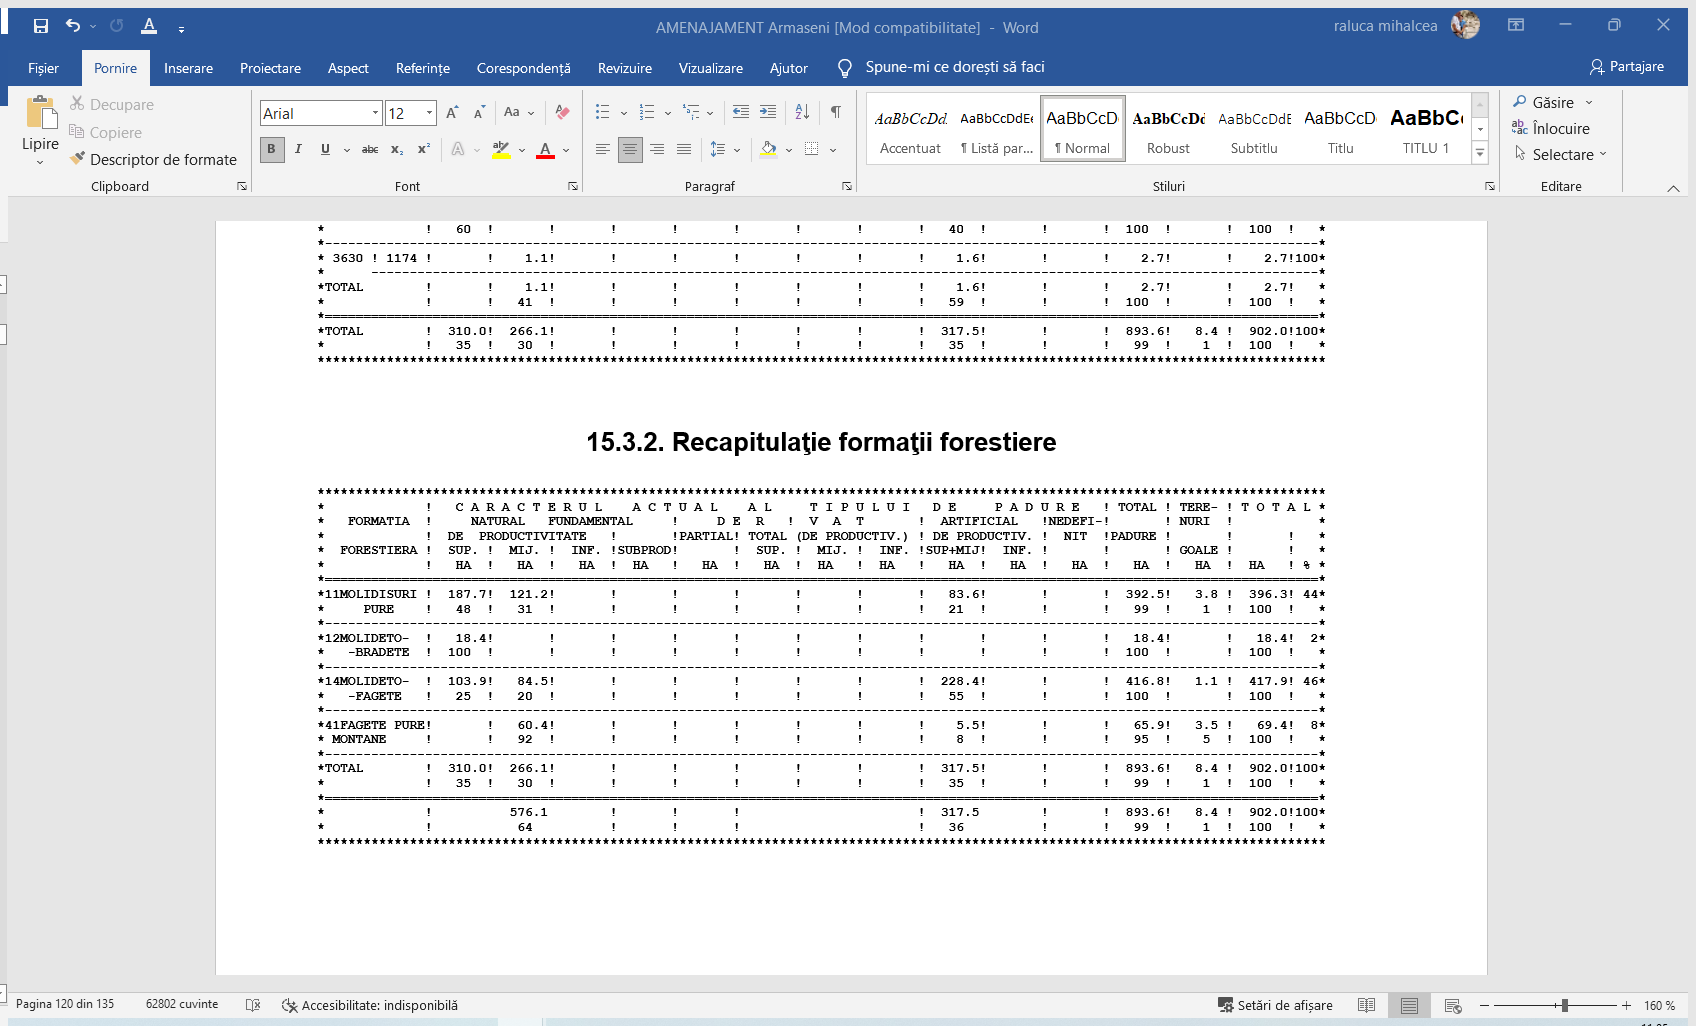 AMENAJAMENT Armaseni [Mod compatibilitate] - Word
raluca mihalcea
Fișier Pornire Inserare Proiectare Aspect Referințe Corespondență Revizuire Vizualizare Ajutor Spune-mi ce dorești să faci Partajare
Lipire
Decupare
Copiere
Descriptor de formate
Clipboard
Arial 12
Font
Paragraf
AaBbCcDd. AaBbCcDdEe AaBbCcD AaBbCcDd AaBbCcDdE AaBbCcD AaBbC
Accentuat ¶ Listă par... ¶ Normal Robust Subtitlu Titlu TITLU 1
Stiluri
Găsire
Înlocuire
Selectare
Editare
* ! 60 ! ! ! ! ! ! ! ! 40 ! ! ! 100 ! ! 100 ! *
*---------------------------------------------------------------------------------------------------------------------------------*
* 3630 ! 1174 ! ! 1.1! ! ! ! ! ! ! 1.6! ! ! 2.7! ! 2.7!100*
* ---------------------------------------------------------------------------------------------------------------------------*
*TOTAL ! ! 1.1! ! ! ! ! ! ! 1.6! ! ! 2.7! ! 2.7! *
* ! ! 41 ! ! ! ! ! ! ! 59 ! ! ! 100 ! ! 100 ! *
*=================================================================================================================================*
*TOTAL ! 310.0! 266.1! ! ! ! ! ! ! 317.5! ! ! 893.6! 8.4 ! 902.0!100*
* ! 35 ! 30 ! ! ! ! ! ! ! 35 ! ! ! 99 ! 1 ! 100 ! *
***********************************************************************************************************************************
15.3.2. Recapitulaţie formaţii forestiere
***********************************************************************************************************************************
* ! C A R A C T E R U L A C T U A L A L T I P U L U I D E P A D U R E ! TOTAL ! TERE- ! T O T A L *
* FORMATIA ! NATURAL FUNDAMENTAL ! D E R ! V A T ! ARTIFICIAL !NEDEFI-! ! NURI ! *
* ! DE PRODUCTIVITATE ! !PARTIAL! TOTAL (DE PRODUCTIV.) ! DE PRODUCTIV. ! NIT !PADURE ! ! ! *
* FORESTIERA ! SUP. ! MIJ. ! INF. !SUBPROD! ! SUP. ! MIJ. ! INF. !SUP+MIJ! INF. ! ! ! GOALE ! ! *
* ! HA ! HA ! HA ! HA ! HA ! HA ! HA ! HA ! HA ! HA ! HA ! HA ! HA ! HA ! % *
*=================================================================================================================================*
*11MOLIDISURI ! 187.7! 121.2! ! ! ! ! ! ! 83.6! ! ! 392.5! 3.8 ! 396.3! 44*
* PURE ! 48 ! 31 ! ! ! ! ! ! ! 21 ! ! ! 99 ! 1 ! 100 ! *
*---------------------------------------------------------------------------------------------------------------------------------*
*12MOLIDETO- ! 18.4! ! ! ! ! ! ! ! ! ! ! 18.4! ! 18.4! 2*
* -BRADETE ! 100 ! ! ! ! ! ! ! ! ! ! ! 100 ! ! 100 ! *
*---------------------------------------------------------------------------------------------------------------------------------*
*14MOLIDETO- ! 103.9! 84.5! ! ! ! ! ! ! 228.4! ! ! 416.8! 1.1 ! 417.9! 46*
* -FAGETE ! 25 ! 20 ! ! ! ! ! ! ! 55 ! ! ! 100 ! ! 100 ! *
*---------------------------------------------------------------------------------------------------------------------------------*
*41FAGETE PURE! ! 60.4! ! ! ! ! ! ! 5.5! ! ! 65.9! 3.5 ! 69.4! 8*
* MONTANE ! ! 92 ! ! ! ! ! ! ! 8 ! ! ! 95 ! 5 ! 100 ! *
*---------------------------------------------------------------------------------------------------------------------------------*
*TOTAL ! 310.0! 266.1! ! ! ! ! ! ! 317.5! ! ! 893.6! 8.4 ! 902.0!100*
* ! 35 ! 30 ! ! ! ! ! ! ! 35 ! ! ! 99 ! 1 ! 100 ! *
*=================================================================================================================================*
* ! 576.1 ! ! ! ! 317.5 ! ! 893.6! 8.4 ! 902.0!100*
* ! 64 ! ! ! ! 36 ! ! 99 ! 1 ! 100 ! *
***********************************************************************************************************************************
Pagina 120 din 135 62802 cuvinte Accesibilitate: indisponibilă Setări de afișare 160 %